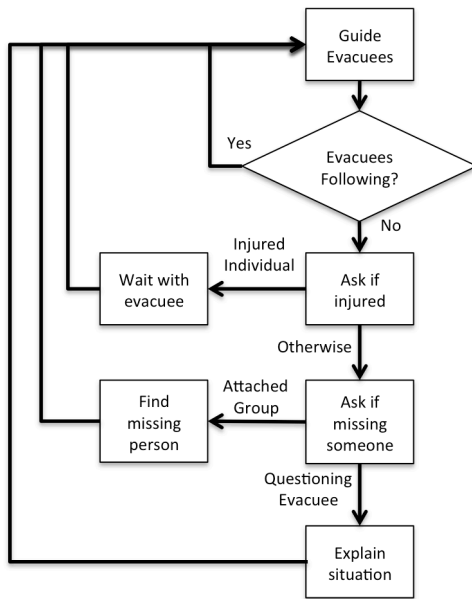 Guide
Evacuees
Yes
Evacuees
Following?
No
Injured
Individual
Wait with
evacuee
Ask if
injured
Otherwise
Attached
Group
Find
missing
person
Ask if
missing
someone
Questioning
Evacuee
Explain
situation